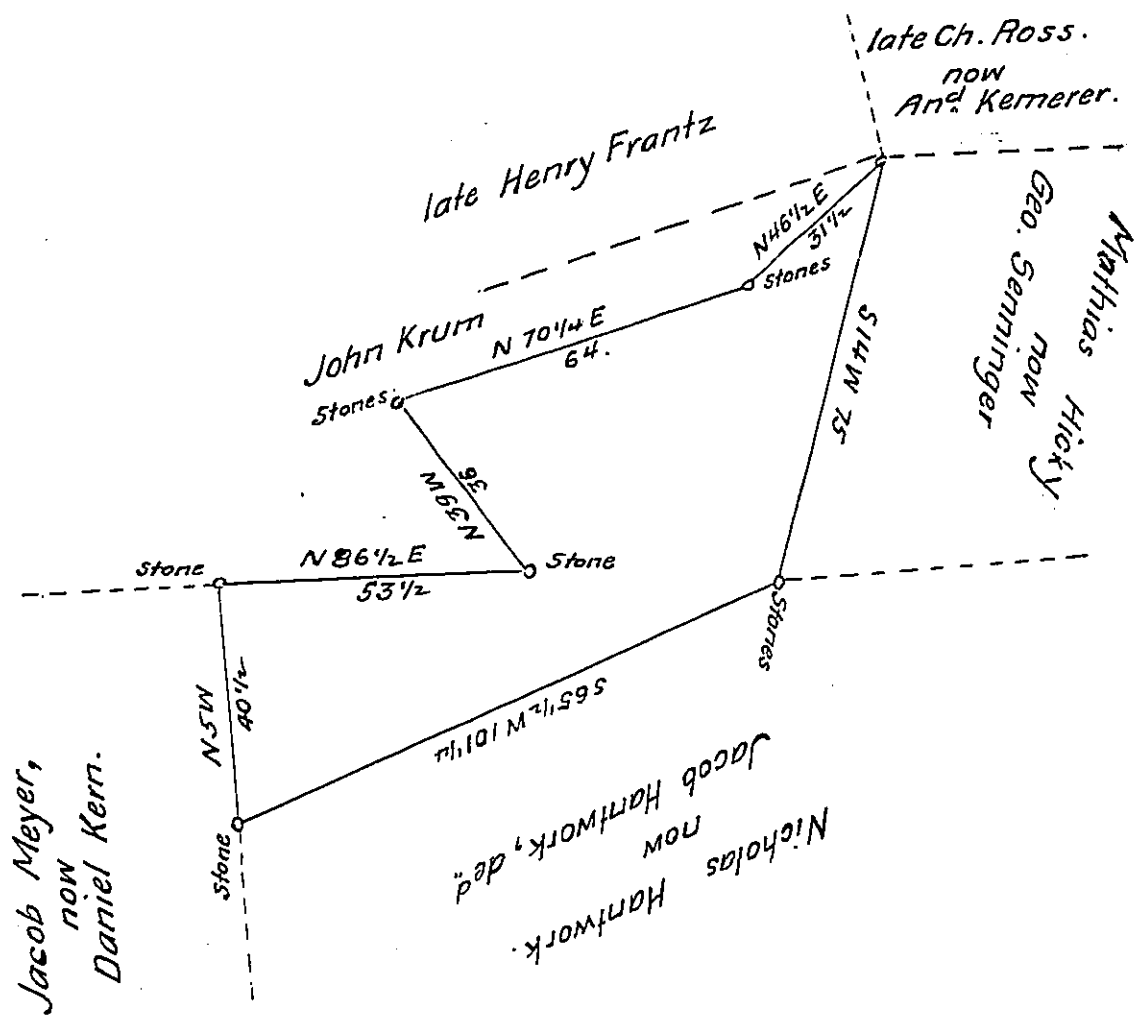 late Ch. Ross.
now
And. Kemerer.
late Henry Frantz
N46½E
31½
Stones
John Krum
N 70¼ E
64.
Stones
S14W 75
Mathias Hicky
now
Geo. Senninger
N39W
36
Stone
N 86½ E
53½
Stone
Stones
N5W
40½
S65½W 101¼
Stone
Jacob Meyer,
now
Daniel Kern.
Nicholas Hantwork.
now
Jacob Hantwork, decd.